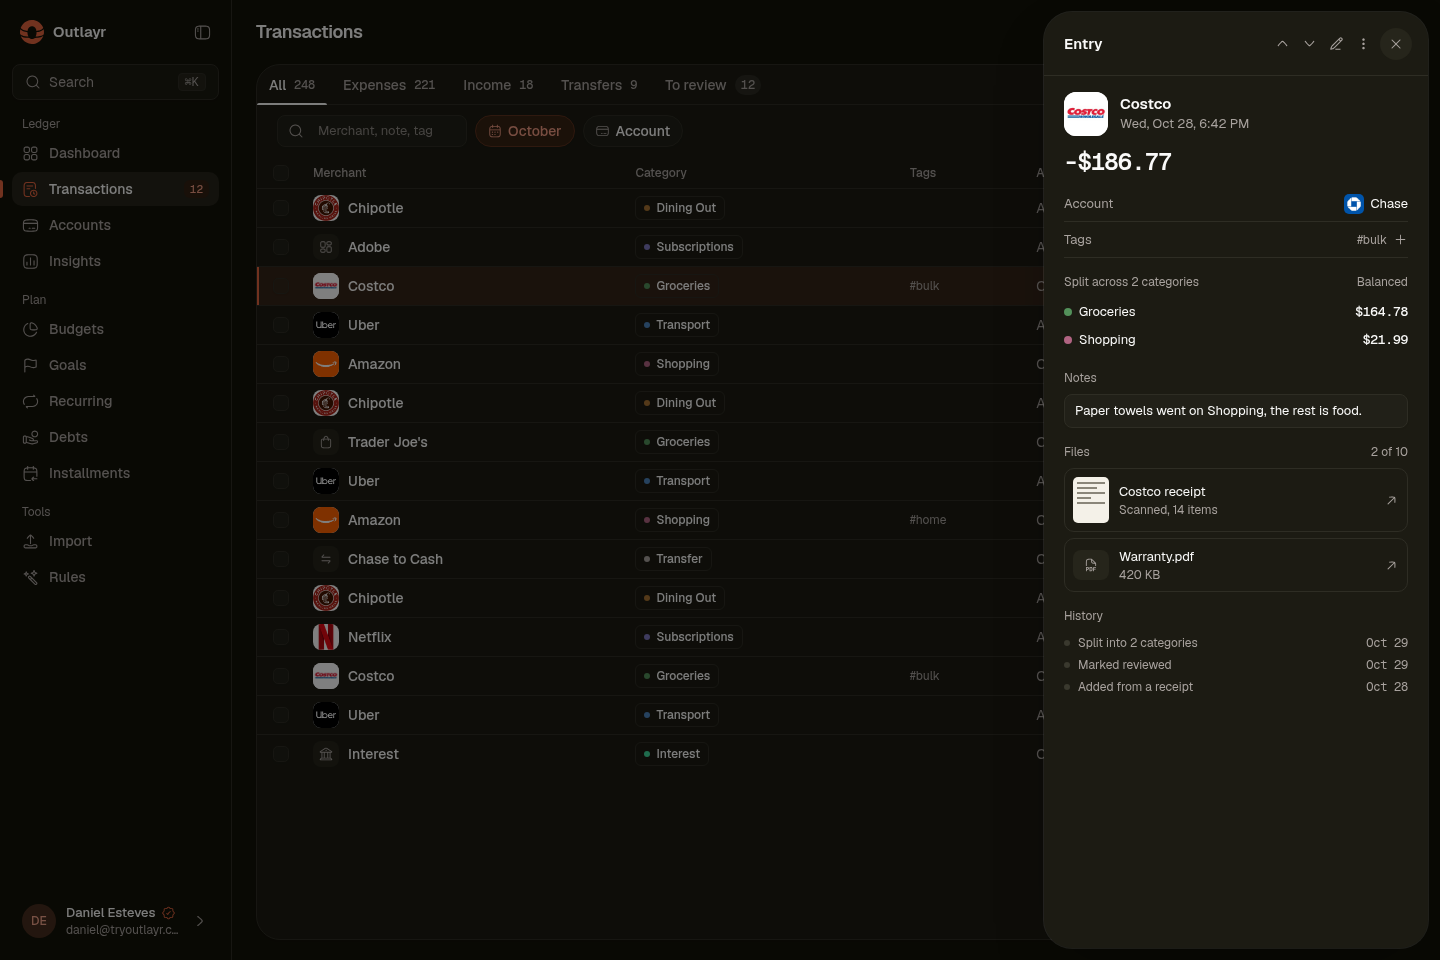 Outlayr
Search ⌘K
Ledger
Dashboard
Transactions 12
Accounts
Insights
Plan
Budgets
Goals
Recurring
Debts
Installments
Tools
Import
Rules
DE
Daniel Esteves
daniel@tryoutlayr.c...
Transactions
All 248 Expenses 221 Income 18 Transfers 9 To review 12
Merchant, note, tag October Account
Merchant Category Tags A
Chipotle Dining Out A
Adobe Subscriptions A
Costco Groceries #bulk C
Uber Uber Transport A
Amazon Shopping C
Chipotle Dining Out A
Trader Joe's Groceries C
Uber Uber Transport A
Amazon Shopping #home C
Chase to Cash Transfer C
Chipotle Dining Out A
Netflix Subscriptions A
Costco Groceries #bulk C
Uber Uber Transport A
Interest Interest C
Entry
COSTCO
WHOLESALE
Costco
Wed, Oct 28, 6:42 PM
-$186.77
Account Chase
Tags #bulk +
Split across 2 categories Balanced
Groceries $164.78
Shopping $21.99
Notes
Paper towels went on Shopping, the rest is food.
Files 2 of 10
Costco receipt
Scanned, 14 items
PDF
Warranty.pdf
420 KB
History
Split into 2 categories Oct 29
Marked reviewed Oct 29
Added from a receipt Oct 28